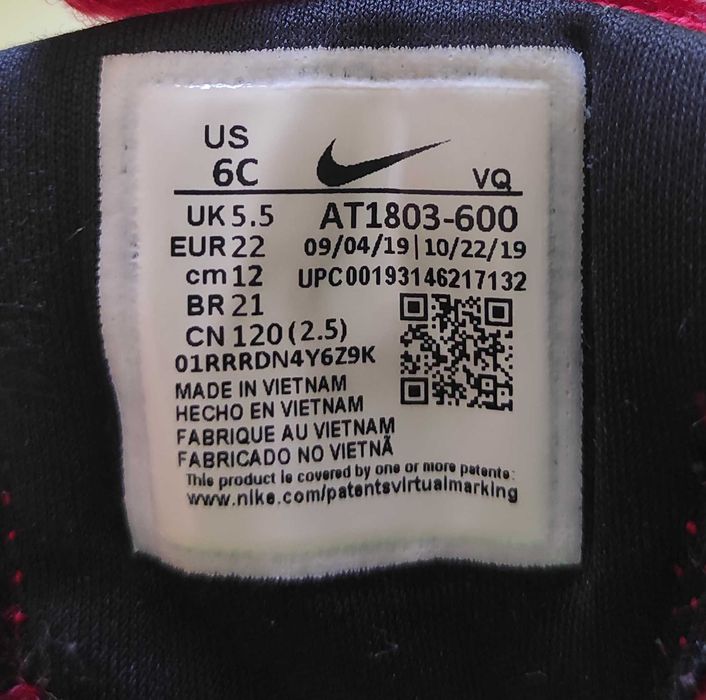 US
6C
VQ
UK 5.5 AT1803-600
EUR 22 09/04/19|10/22/19
cm 12 UPC00193146217132
BR 21
CN 120 (2.5)
01RRRDN4Y6Z9K
MADE IN VIETNAM
HECHO EN VIETNAM
FABRIQUE AU VIETNAM
FABRICADO NO VIETNÃ
This product is covered by one or more patents:
www.nike.com/patentsvirtualmarking